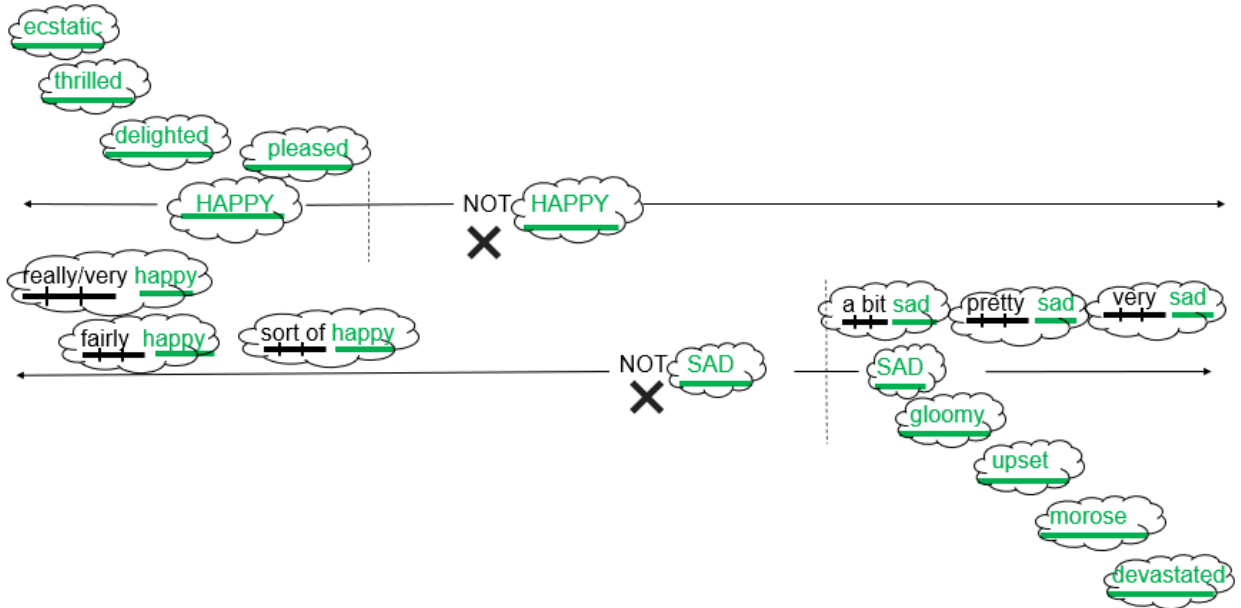 ecstatic
thrilled
delighted
pleased
HAPPY
NOT HAPPY
really/very happy
fairly happy
sort of happy
a bit sad
pretty sad
very sad
NOT SAD
SAD
gloomy
upset
morose
devastated